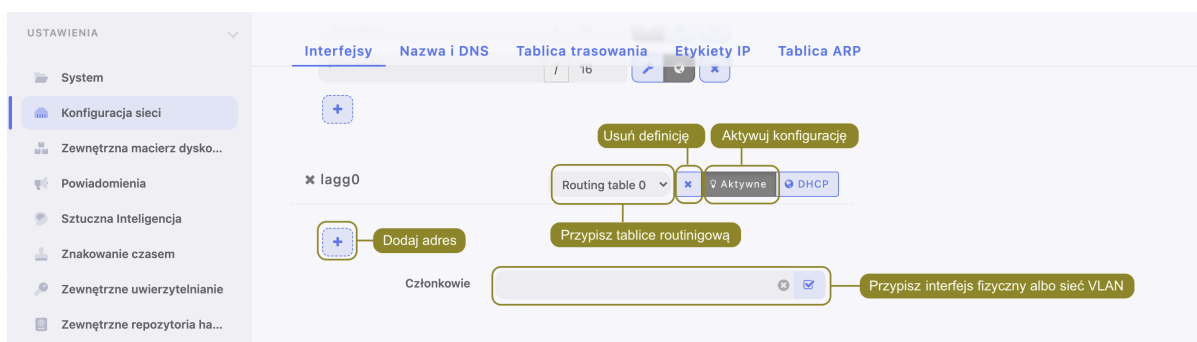 USTAWIENIA
System
Konfiguracja sieci
Zewnętrzna macierz dysko...
Powiadomienia
Sztuczna Inteligencja
Znakowanie czasem
Zewnętrzne uwierzytelnianie
Zewnętrzne repozytoria ha...
Interfejsy Nazwa i DNS Tablica trasowania Etykiety IP Tablica ARP
/ 16
+
Usuń definicję Aktywuj konfigurację
lagg0 Routing table 0 Aktywne DHCP
Przypisz tablice routinigową
+ Dodaj adres
Członkowie
Przypisz interfejs fizyczny albo sieć VLAN